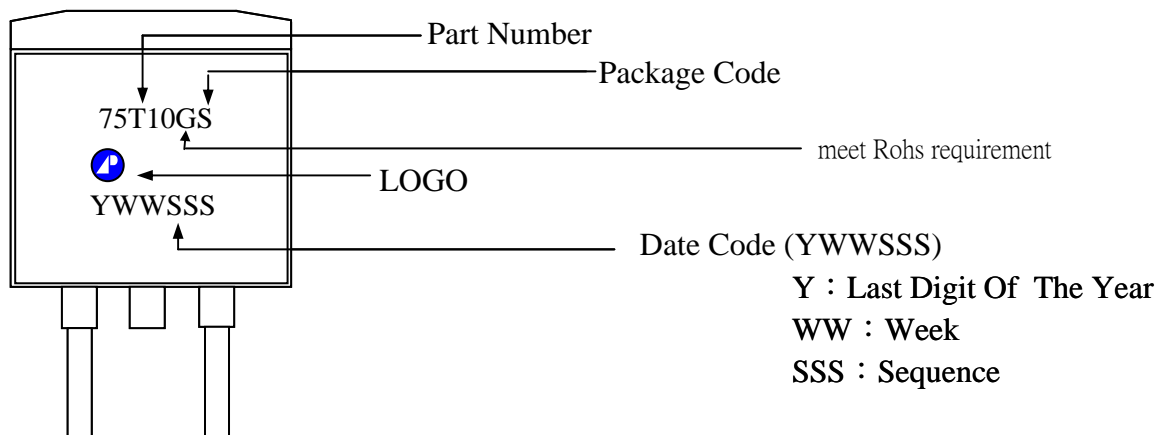 Part Number
Package Code
75T10GS
meet Rohs requirement
LOGO
YWWSSS
Date Code (YWWSSS)
Y：Last Digit Of The Year
WW：Week
SSS：Sequence